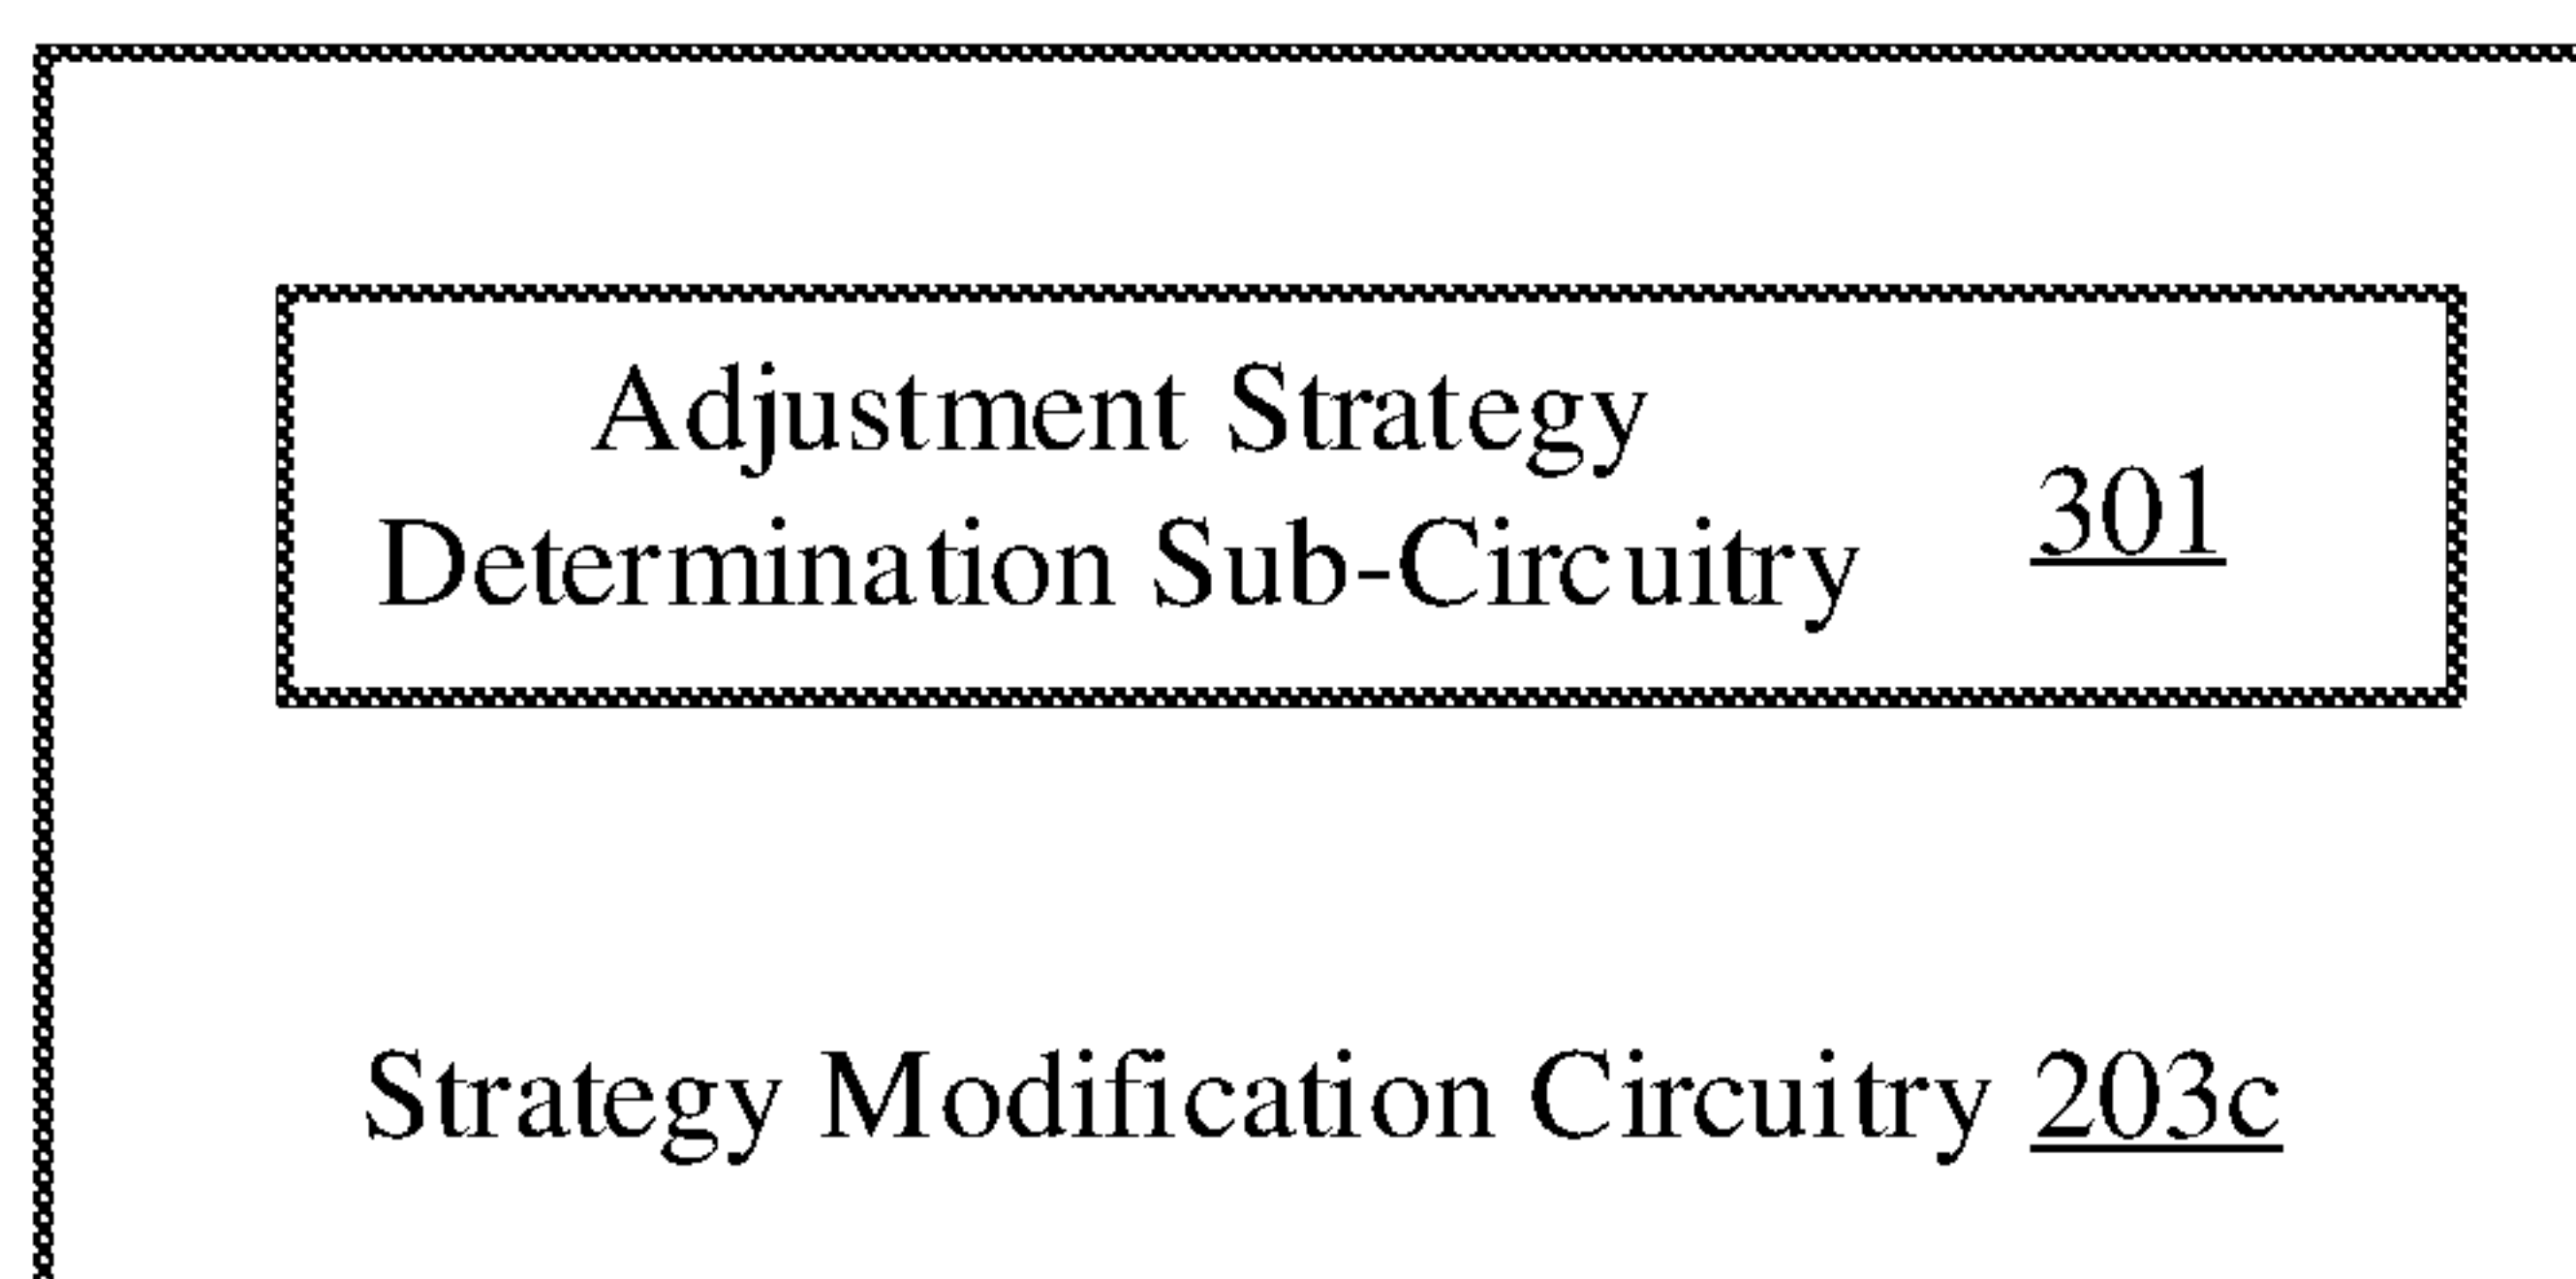 Adjustment Strategy
Determination Sub-Circuitry
301
Strategy Modification Circuitry 203c